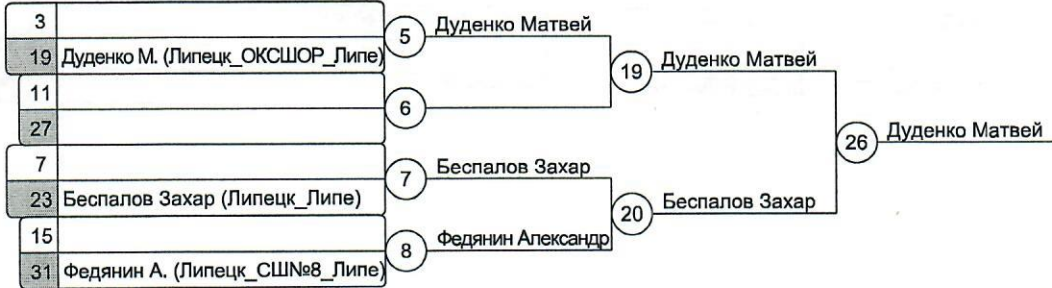 3
5 Дуденко Матвей
19 Дуденко М. (Липецк_ОКСШОР_Липе)
19 Дуденко Матвей
11
6
27
26 Дуденко Матвей
7
7 Беспалов Захар
23 Беспалов Захар (Липецк_Липе)
20 Беспалов Захар
15
8 Федянин Александр
31 Федянин А. (Липецк_СШ№8_Липе)